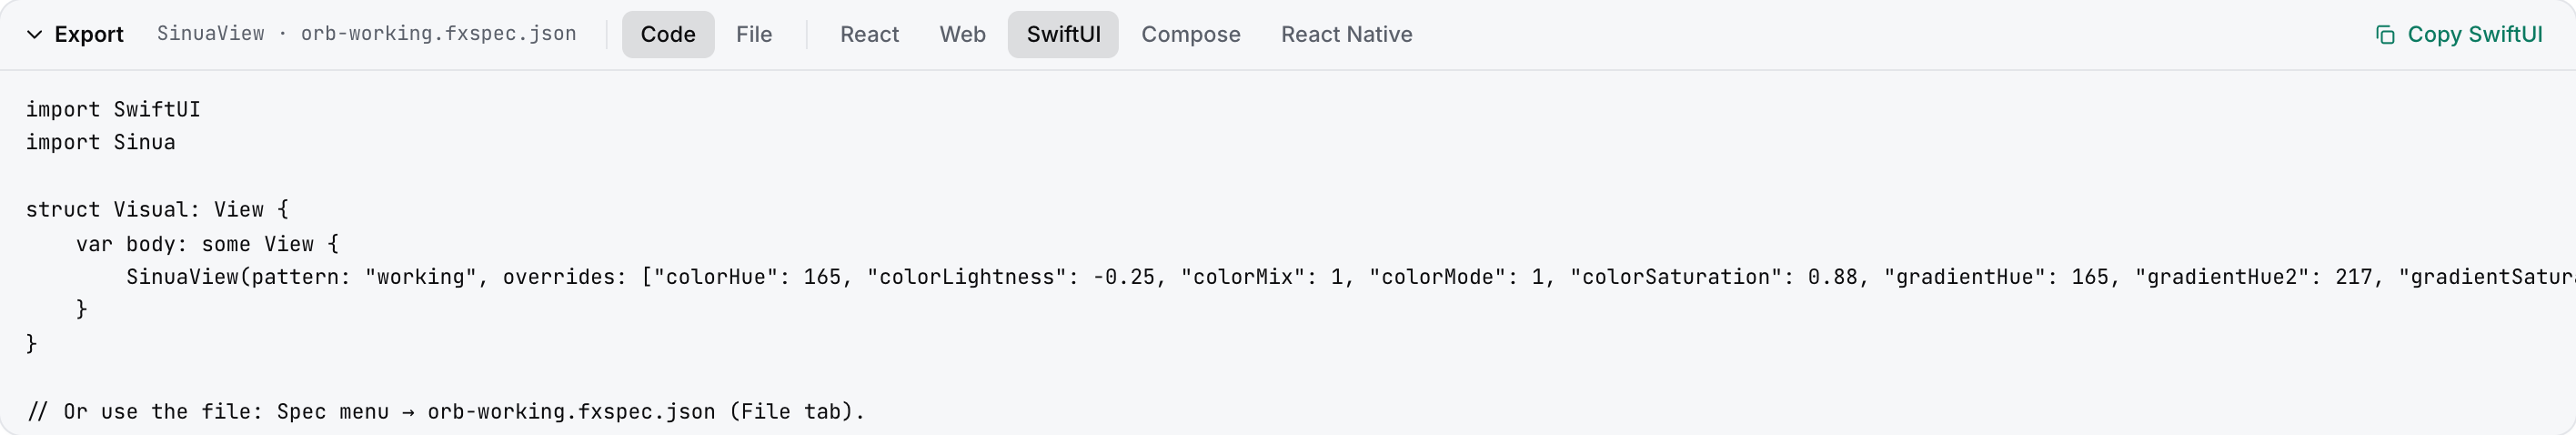 Export SinuaView · orb-working.fxspec.json Code File React Web SwiftUI Compose React Native Copy SwiftUI
import SwiftUI
import Sinua
struct Visual: View {
var body: some View {
SinuaView(pattern: "working", overrides: ["colorHue": 165, "colorLightness": -0.25, "colorMix": 1, "colorMode": 1, "colorSaturation": 0.88, "gradientHue": 165, "gradientHue2": 217,
}
}
// Or use the file: Spec menu → orb-working.fxspec.json (File tab).